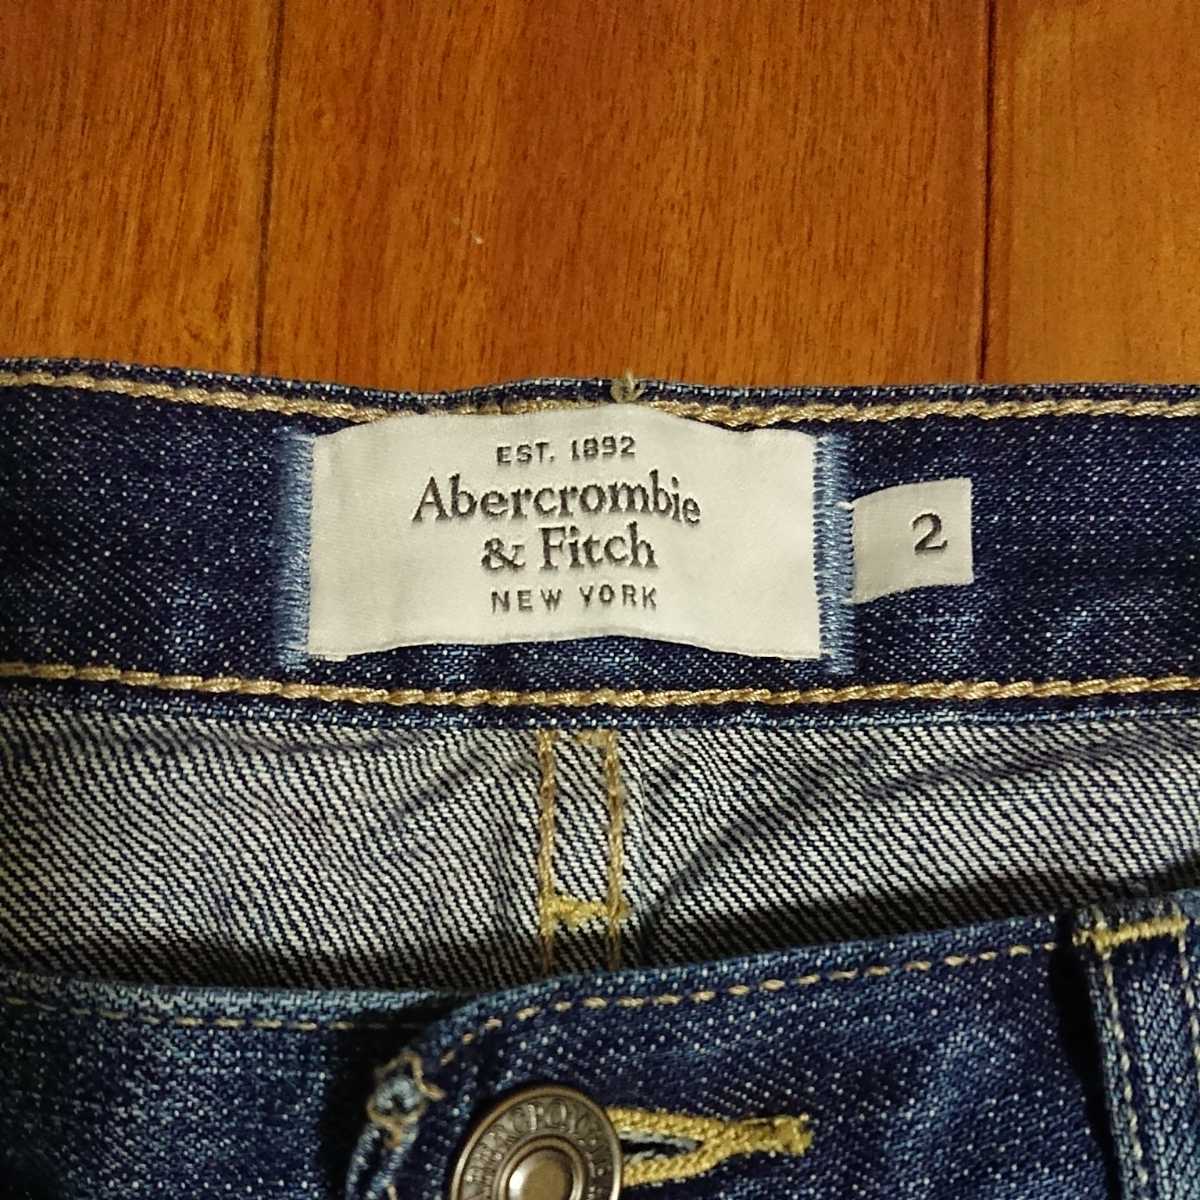 EST. 1892
Abercrombie
& Fitch
NEW YORK
2